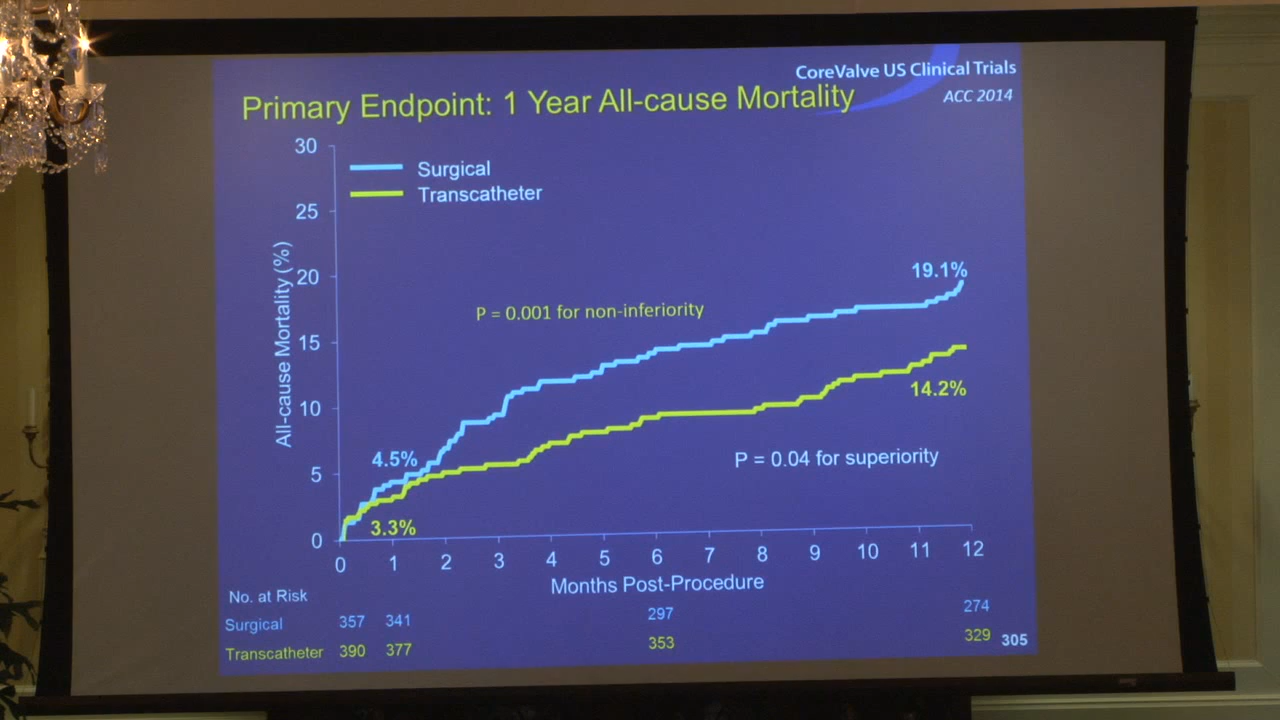 CoreValve US Clinical Trials
ACC 2014
Primary Endpoint: 1 Year All-cause Mortality
Surgical
Transcatheter
All-cause Mortality (%)
30
25
20
15
10
5
0
19.1%
P = 0.001 for non-inferiority
14.2%
4.5%
P = 0.04 for superiority
3.3%
0 1 2 3 4 5 6 7 8 9 10 11 12
Months Post-Procedure
No. at Risk
Surgical 357 341 297 274
Transcatheter 390 377 353 329
305